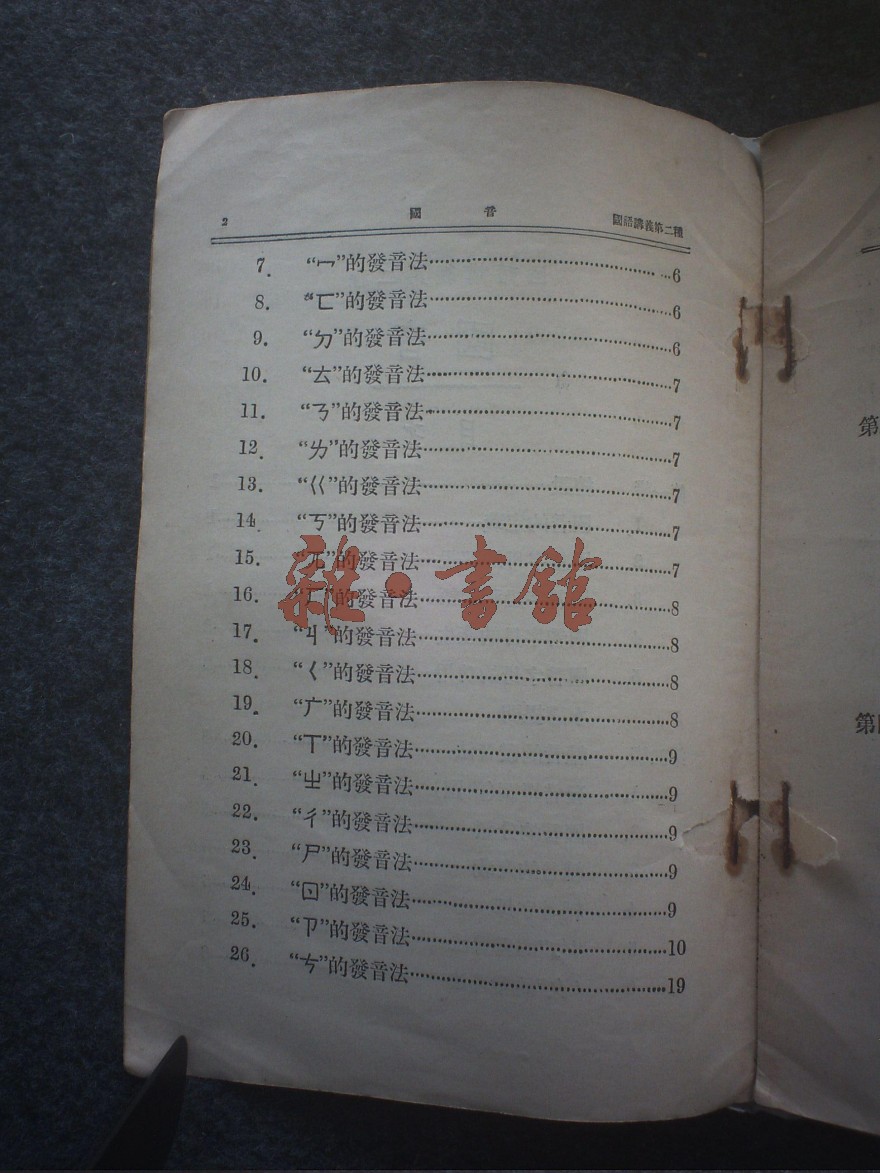 2 國音 國語講義第二種
7. “冖”的發音法……6
8. “ㄈ”的發音法……6
9. “ㄉ”的發音法……6
10. “ㄊ”的發音法……7
11. “ㄋ”的發音法……7
12. “ㄌ”的發音法……7
13. “ㄍ”的發音法……7
14 “ㄎ”的發音法……7
15. “ㄫ”的發音法……7
16. “ㄏ”的發音法……8
17. “ㄐ”的發音法……8
18. “ㄑ”的發音法……8
19. “ㄬ”的發音法……8
20. “ㄒ”的發音法……9
21. “ㄓ”的發音法……9
22. “ㄔ”的發音法……9
23. “ㄕ”的發音法……9
24. “ㄖ”的發音法……9
25. “ㄗ”的發音法……10
26. “ㄘ”的發音法……19
雜·書館
第
第